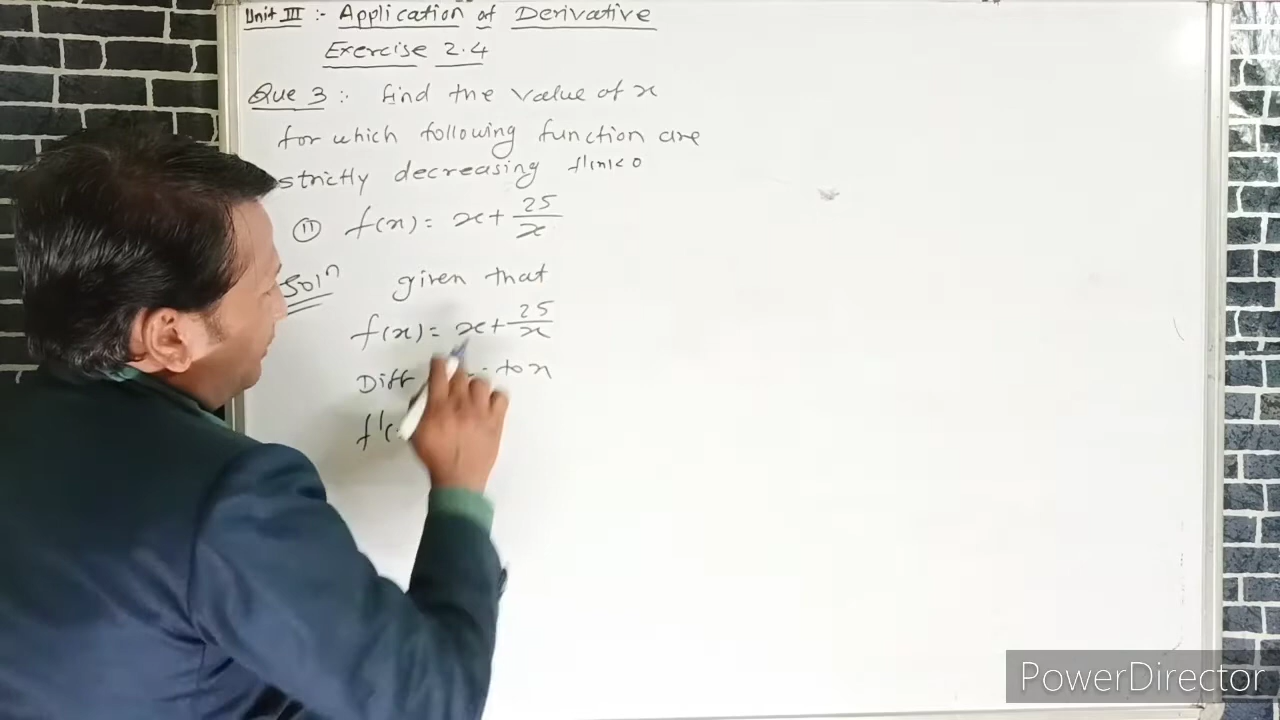 Unit III :- Application of Derivative
Exercise 2.4
Que 3 :- Find the value of x
for which following function are
strictly decreasing f'(x)<0
(ii) f(x) = x + 25/x
Solⁿ given that
f(x) = x + 25/x
Diff to x
f'(
PowerDirector